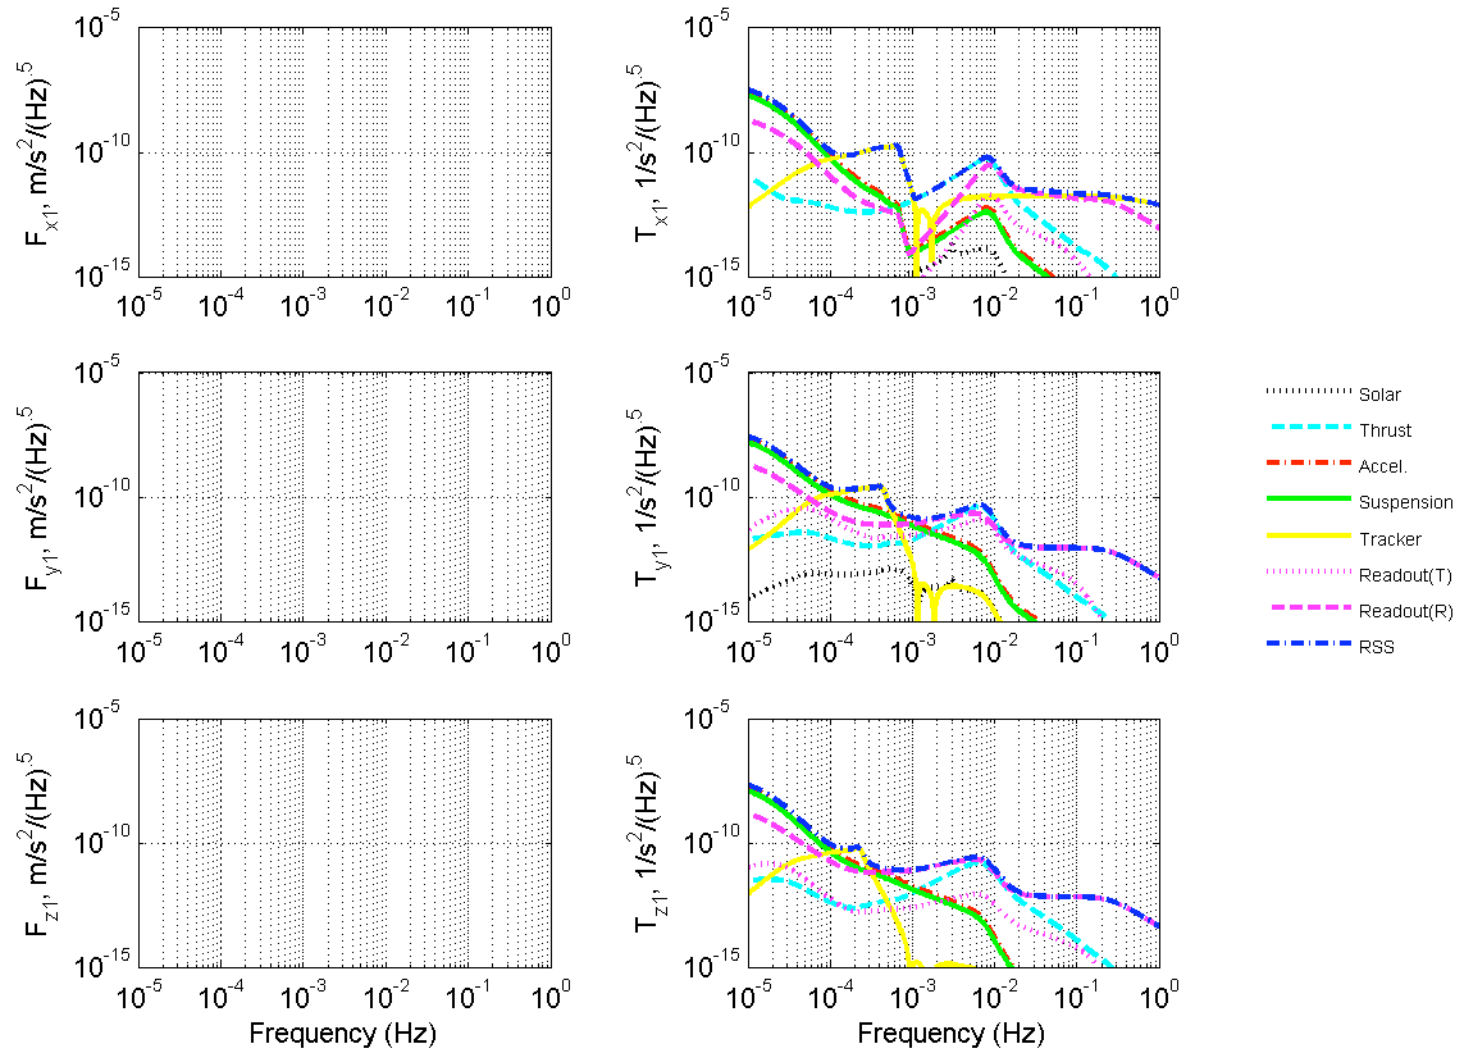 10^-5
10^-10
10^-15
F_x1, m/s^2/(Hz)^.5
10^-5 10^-4 10^-3 10^-2 10^-1 10^0
10^-5
10^-10
10^-15
T_x1, 1/s^2/(Hz)^.5
10^-5 10^-4 10^-3 10^-2 10^-1 10^0
10^-5
10^-10
10^-15
F_y1, m/s^2/(Hz)^.5
10^-5 10^-4 10^-3 10^-2 10^-1 10^0
10^-5
10^-10
10^-15
T_y1, 1/s^2/(Hz)^.5
10^-5 10^-4 10^-3 10^-2 10^-1 10^0
Solar
Thrust
Accel.
Suspension
Tracker
Readout(T)
Readout(R)
RSS
10^-5
10^-10
10^-15
F_z1, m/s^2/(Hz)^.5
10^-5 10^-4 10^-3 10^-2 10^-1 10^0
Frequency (Hz)
10^-5
10^-10
10^-15
T_z1, 1/s^2/(Hz)^.5
10^-5 10^-4 10^-3 10^-2 10^-1 10^0
Frequency (Hz)